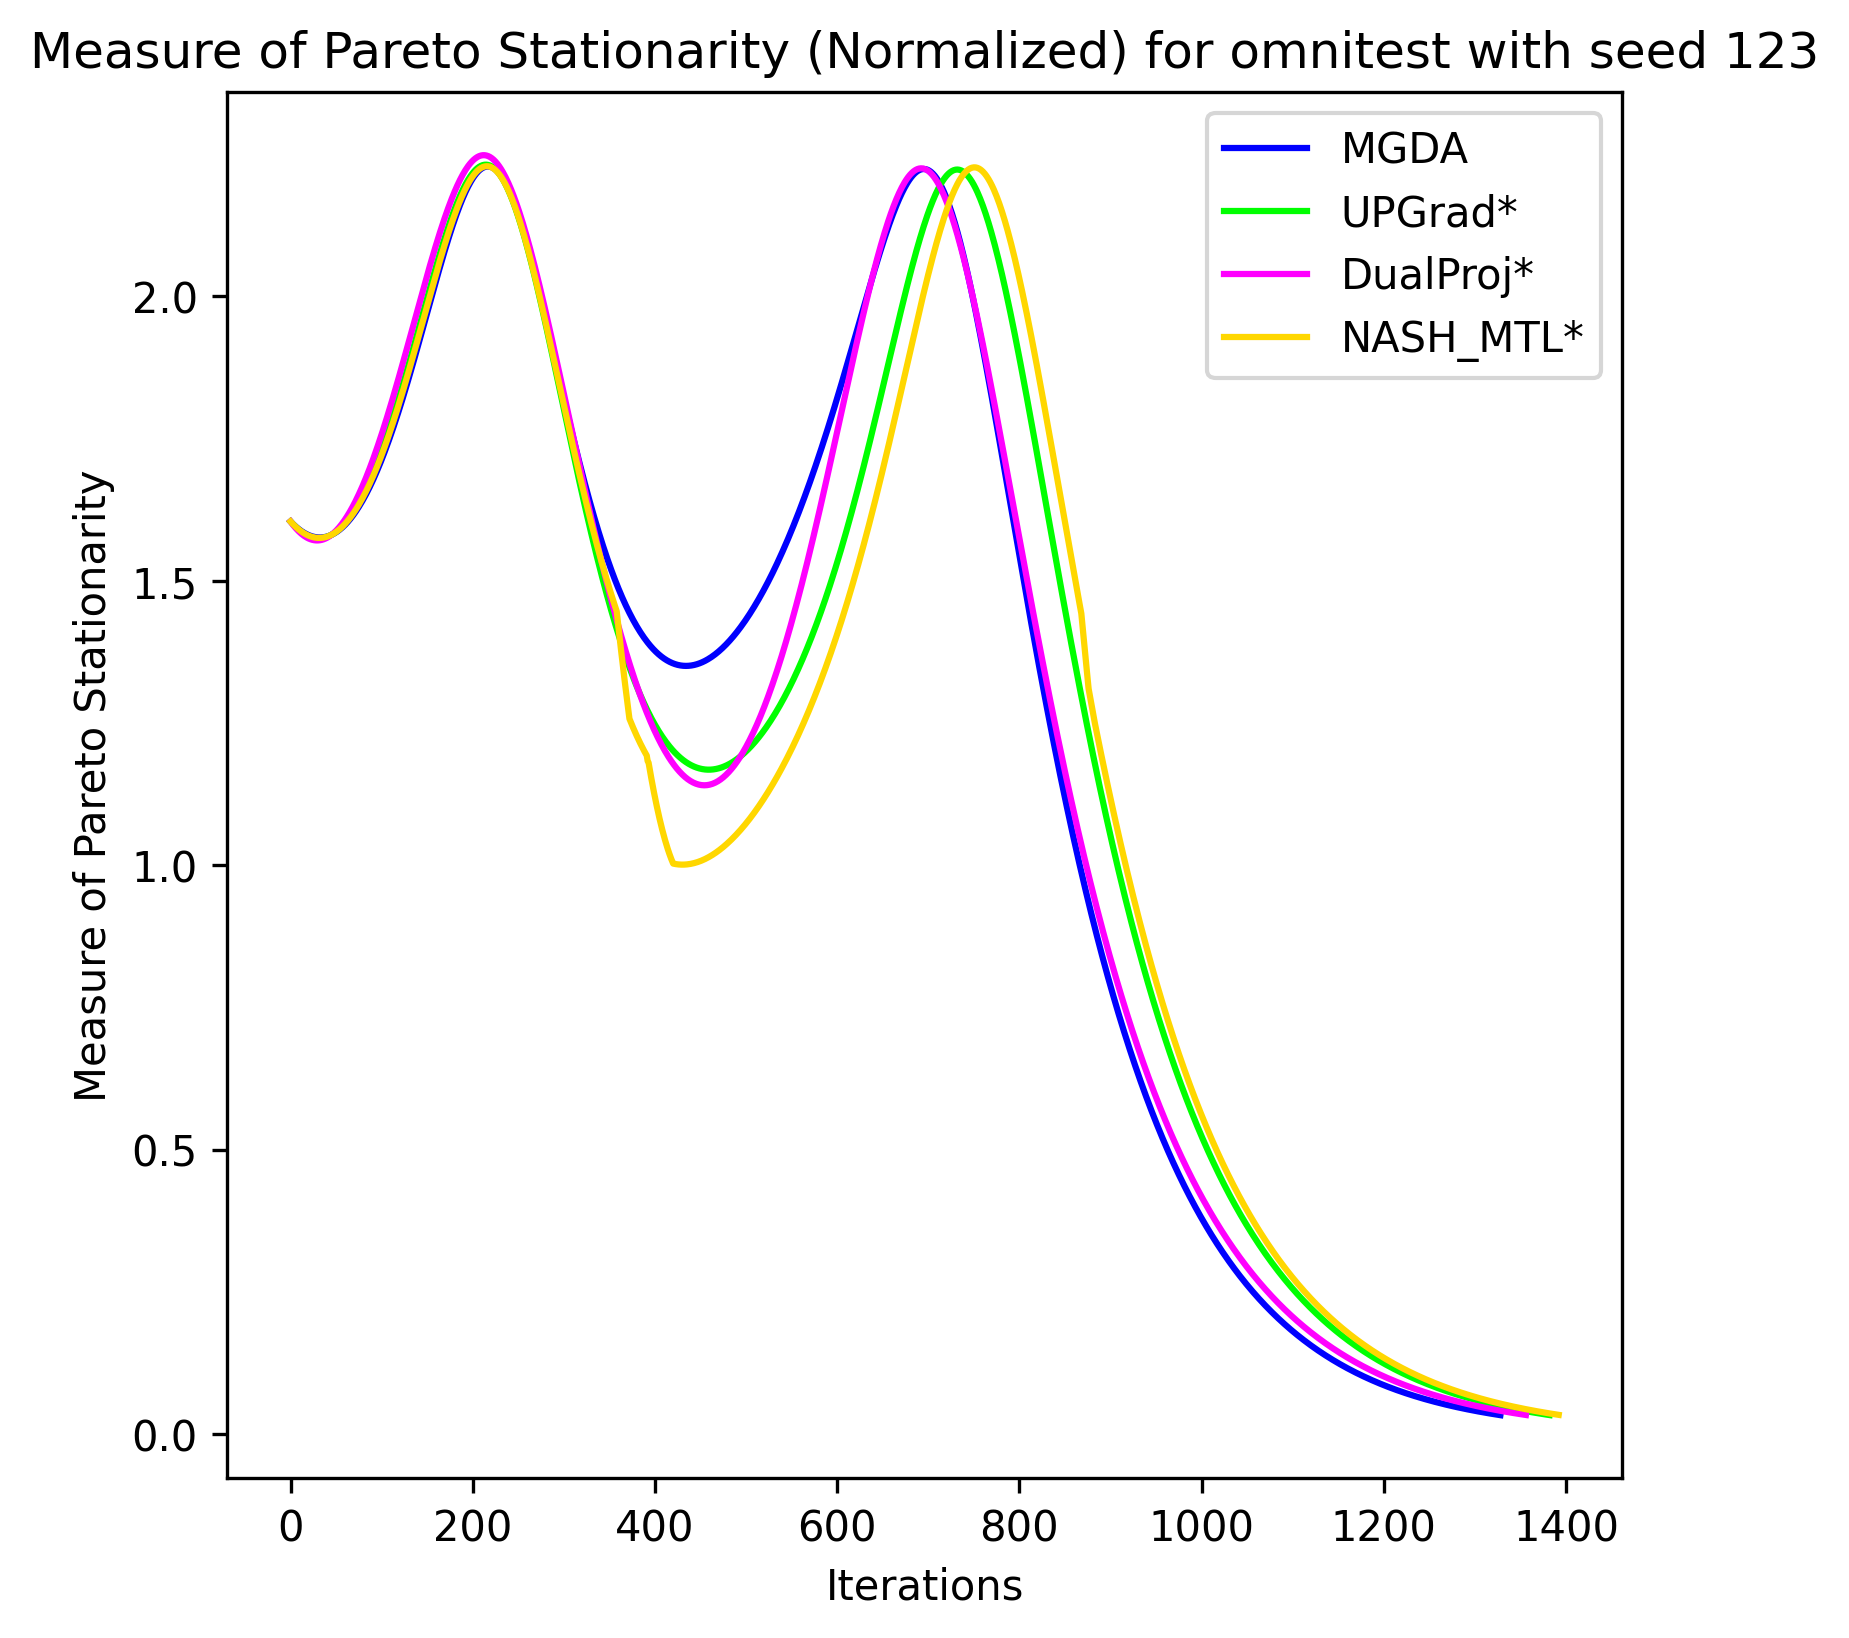 Measure of Pareto Stationarity (Normalized) for omnitest with seed 123
MGDA
UPGrad*
DualProj*
NASH_MTL*
Measure of Pareto Stationarity
2.0
1.5
1.0
0.5
0.0
0 200 400 600 800 1000 1200 1400
Iterations